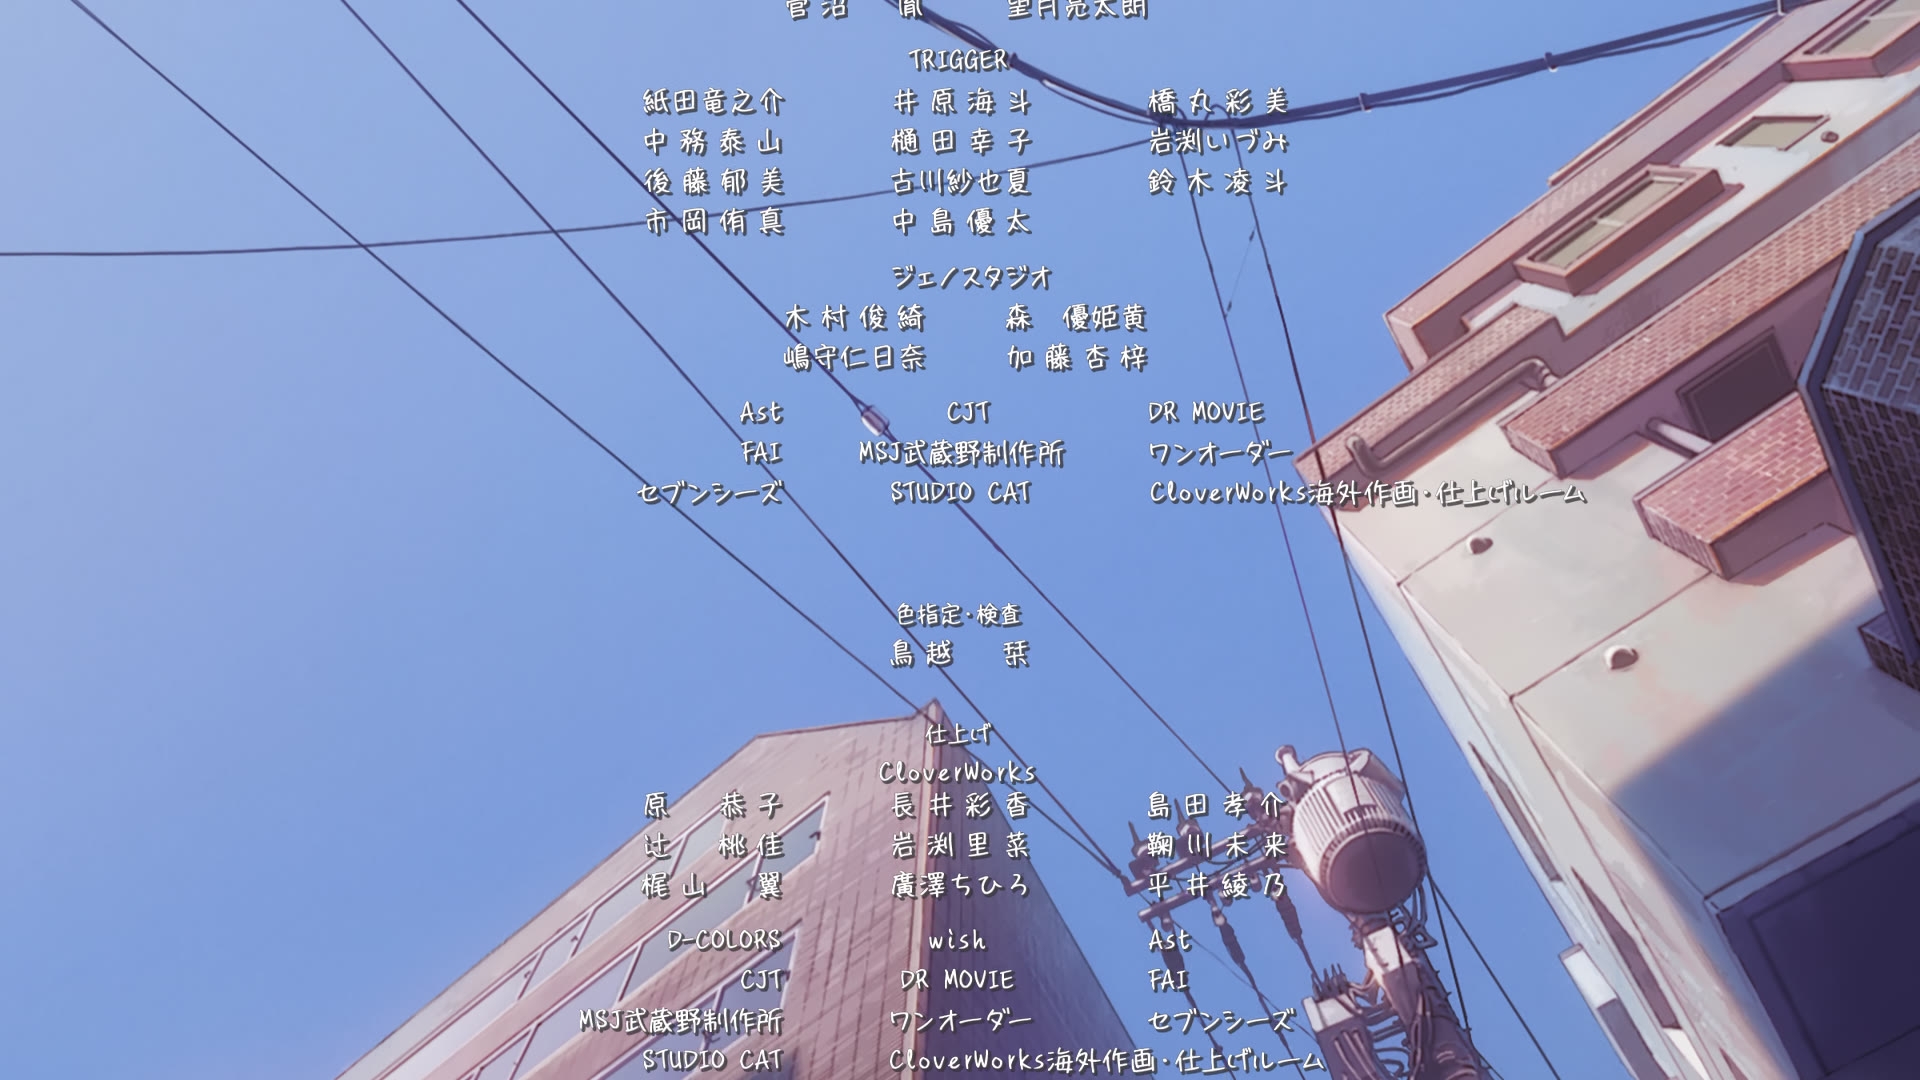 菅沼 胤 望月亮太朗
TRIGGER
紙田竜之介 井原海斗 橋丸彩美
中務泰山 樋田幸子 岩渕いづみ
後藤郁美 古川紗也夏 鈴木凌斗
市岡侑真 中島優太
ジェノスタジオ
木村俊綺 森 優姫黄
嶋守仁日奈 加藤杏梓
Ast CJT DR MOVIE
FAI MSJ武蔵野制作所 ワンオーダー
セブンシーズ STUDIO CAT CloverWorks海外作画・仕上げルーム
色指定・検査
鳥越 栞
仕上げ
CloverWorks
原 恭子 長井彩香 島田孝介
辻 桃佳 岩渕里菜 鞠川未来
梶山 翼 廣澤ちひろ 平井綾乃
D-COLORS wish Ast
CJT DR MOVIE FAI
MSJ武蔵野制作所 ワンオーダー セブンシーズ
STUDIO CAT CloverWorks海外作画・仕上げルーム